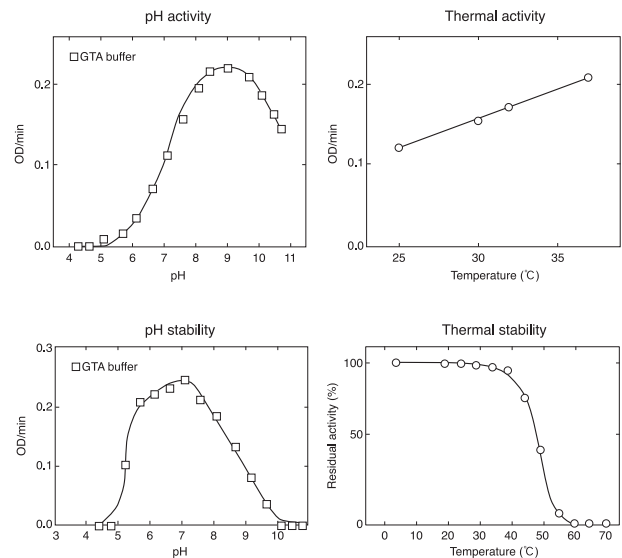 pH activity
GTA buffer
OD/min
0.2
0.1
0.0
4 5 6 7 8 9 10 11
pH
Thermal activity
OD/min
0.2
0.1
0.0
25 30 35
Temperature (℃)
pH stability
GTA buffer
OD/min
0.3
0.2
0.1
0.0
3 4 5 6 7 8 9 10
pH
Thermal stability
Residual activity (%)
100
50
0
0 10 20 30 40 50 60 70
Temperature (℃)